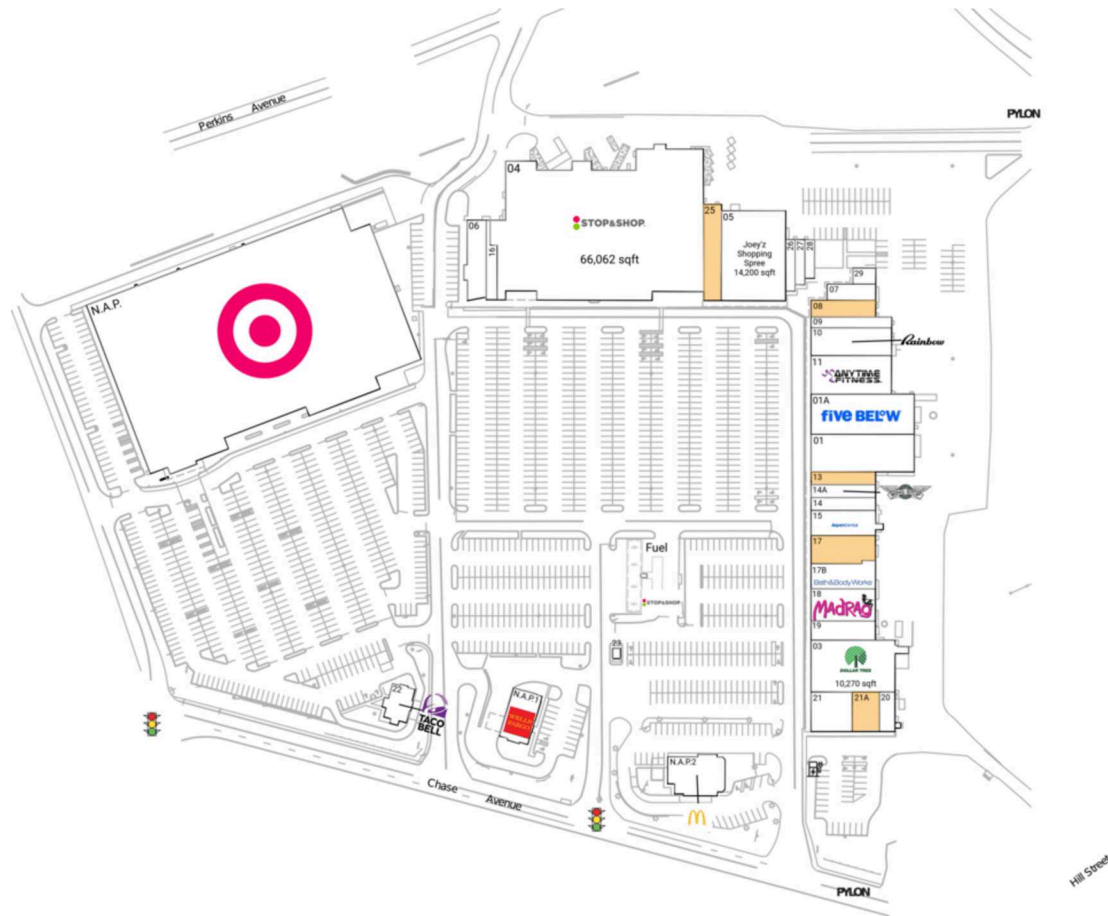 PYLON
Perkins Avenue
04
STOP&SHOP
66,062 sqft
25
05
Joey'z
Shopping
Spree
14,200 sqft
06
16
26
27
28
29
07
08
09
10
Rainbow
11
ANYTIME
FITNESS
N.A.P.
01A
five BELOW
01
13
14A
14
15
AspenDental
17
17B
Bath&BodyWorks
18
MADRAG
19
Fuel
STOP&SHOP
23
03
DOLLAR TREE
10,270 sqft
21
21A
20
22
TACO
BELL
N.A.P.1
WELLS
FARGO
N.A.P.2
Chase Avenue
PYLON
Hill Street